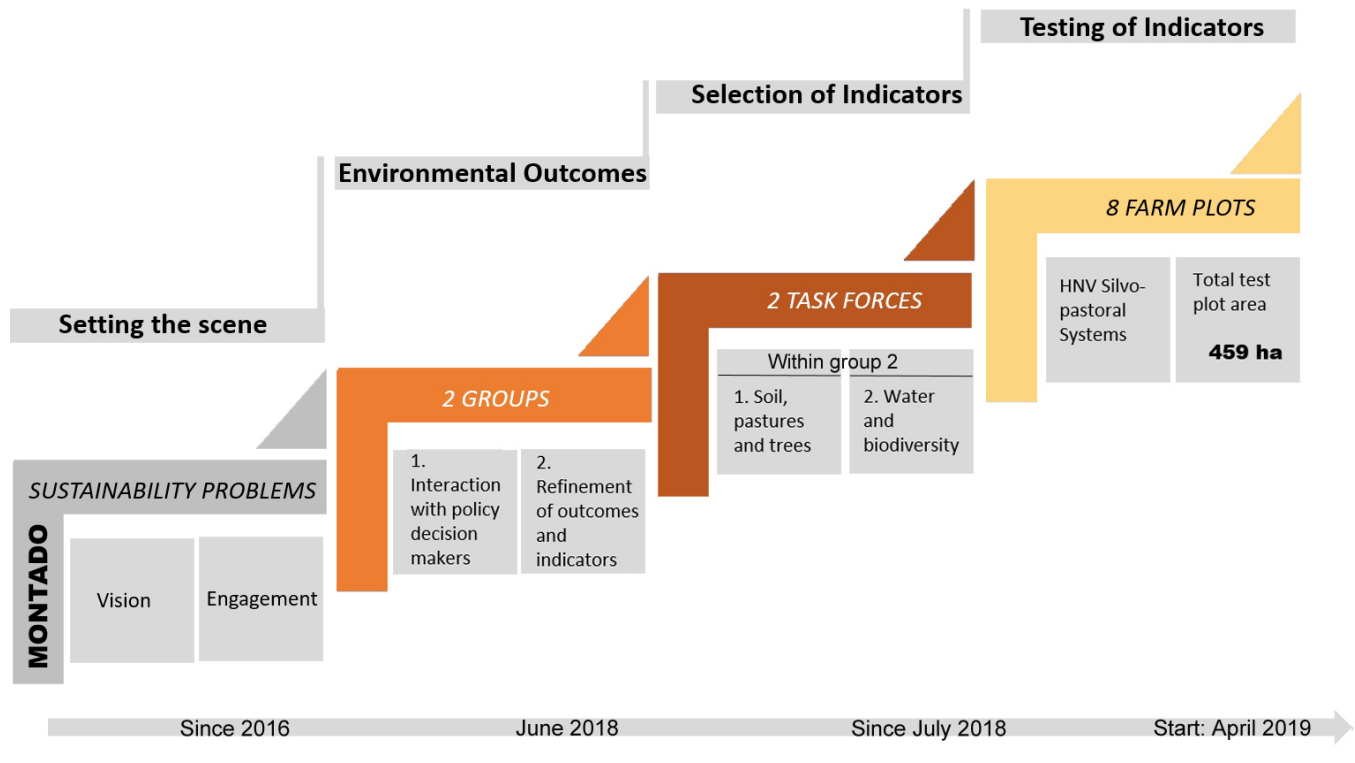 Testing of Indicators
Selection of Indicators
Environmental Outcomes
Setting the scene
8 FARM PLOTS
HNV Silvo-
pastoral
Systems
Total test
plot area
459 ha
2 TASK FORCES
Within group 2
1. Soil,
pastures
and trees
2. Water
and
biodiversity
2 GROUPS
1.
Interaction
with policy
decision
makers
2.
Refinement
of outcomes
and
indicators
SUSTAINABILITY PROBLEMS
MONTADO
Vision
Engagement
Since 2016
June 2018
Since July 2018
Start: April 2019